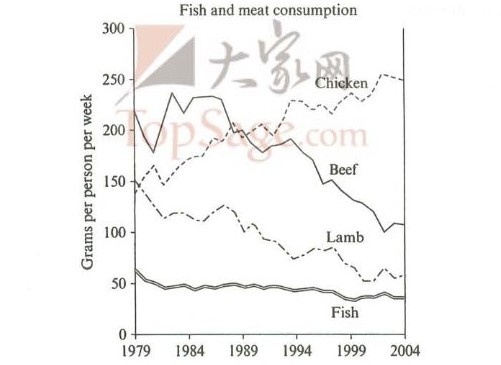 Fish and meat consumption
300
250
200
150
100
50
0
Grams per person per week
大家网
TopSage.com
Chicken
Beef
Lamb
Fish
1979
1984
1989
1994
1999
2004